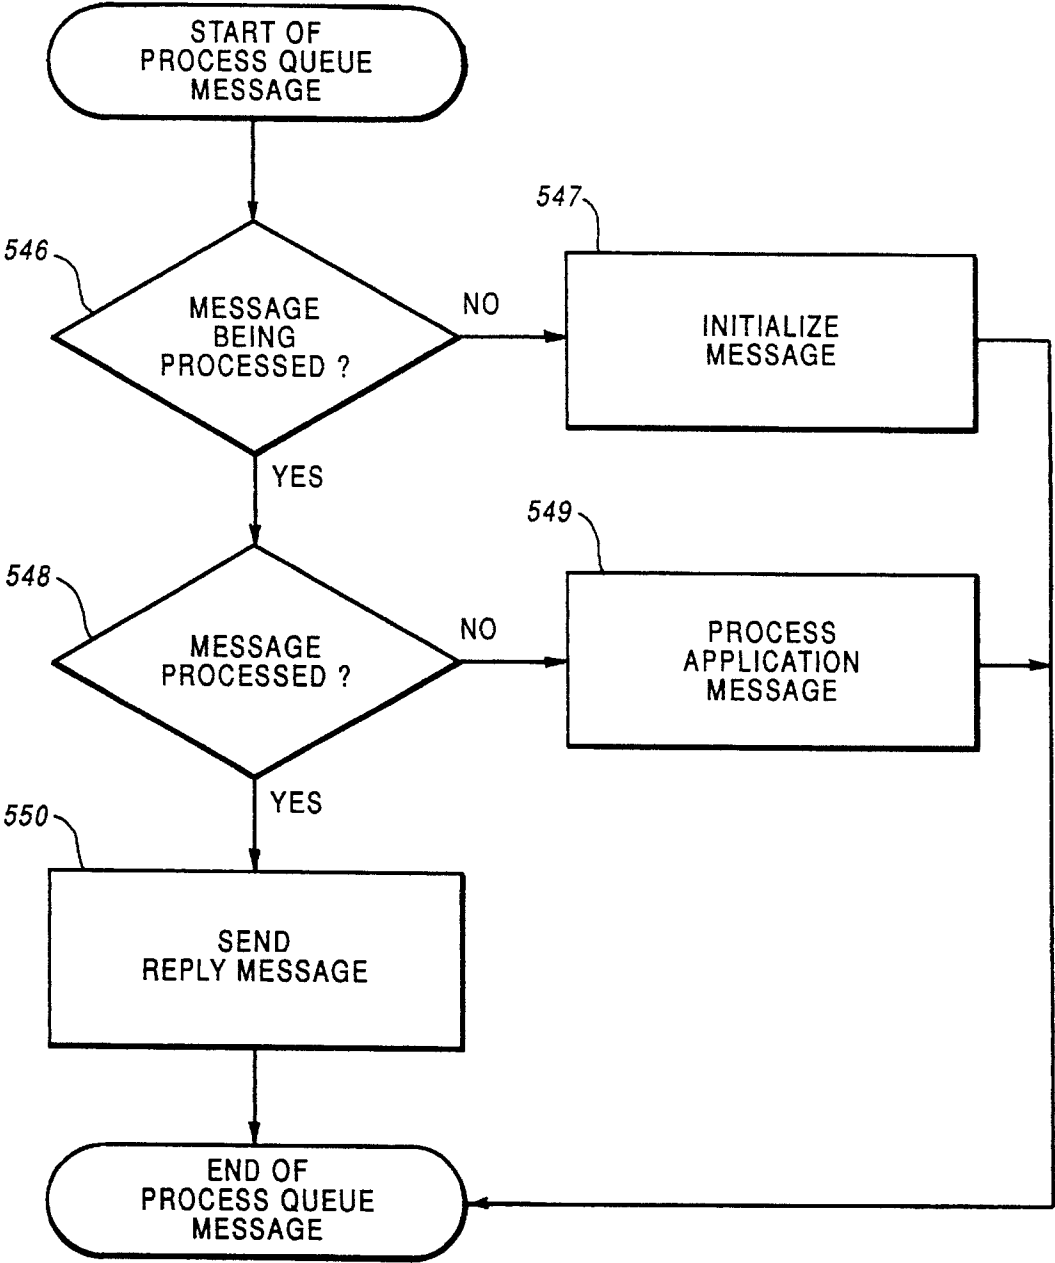 START OF
PROCESS QUEUE
MESSAGE
546
MESSAGE
BEING
PROCESSED ?
NO
547
INITIALIZE
MESSAGE
YES
548
MESSAGE
PROCESSED ?
NO
549
PROCESS
APPLICATION
MESSAGE
YES
550
SEND
REPLY MESSAGE
END OF
PROCESS QUEUE
MESSAGE